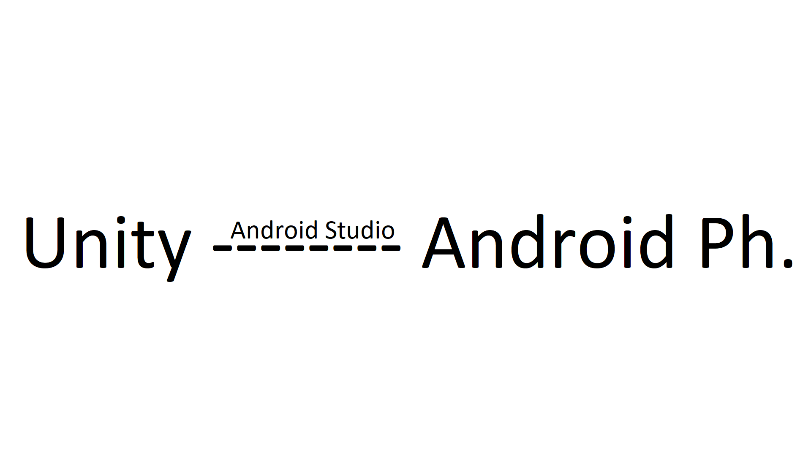 Unity -------- Android Ph.
Android Studio